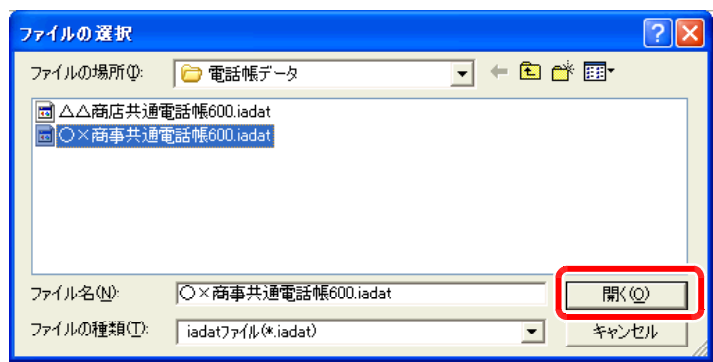 ファイルの選択
ファイルの場所(I):
電話帳データ
△△商店共通電話帳600.iadat
○×商事共通電話帳600.iadat
ファイル名(N):
○×商事共通電話帳600.iadat
開く(O)
ファイルの種類(T):
iadatファイル(*.iadat)
キャンセル